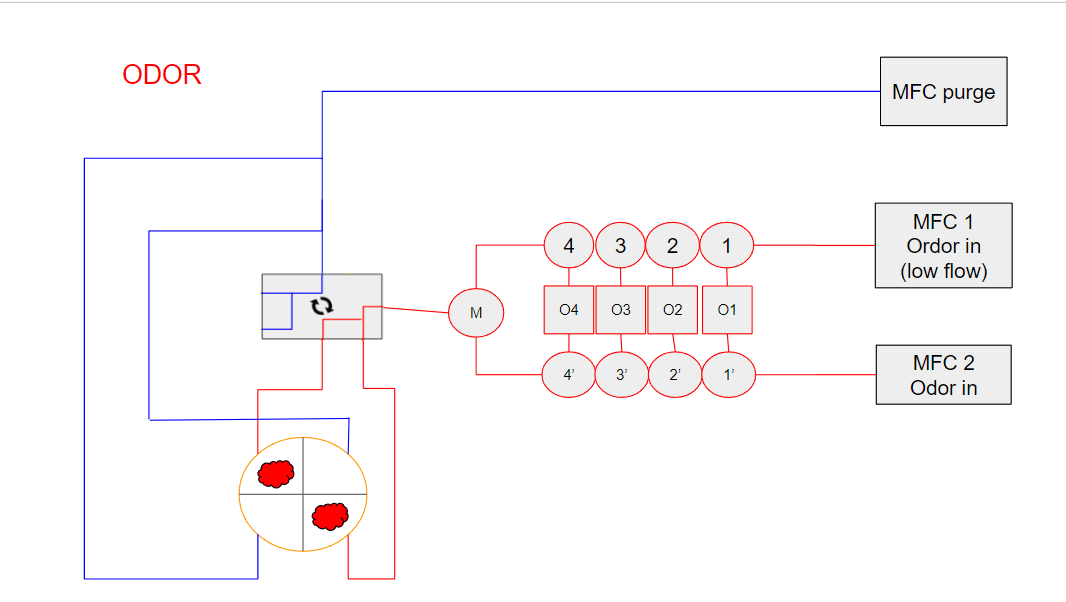 ODOR
MFC purge
MFC 1
Ordor in
(low flow)
4 3 2 1
M
O4 O3 O2 O1
4' 3' 2' 1'
MFC 2
Odor in